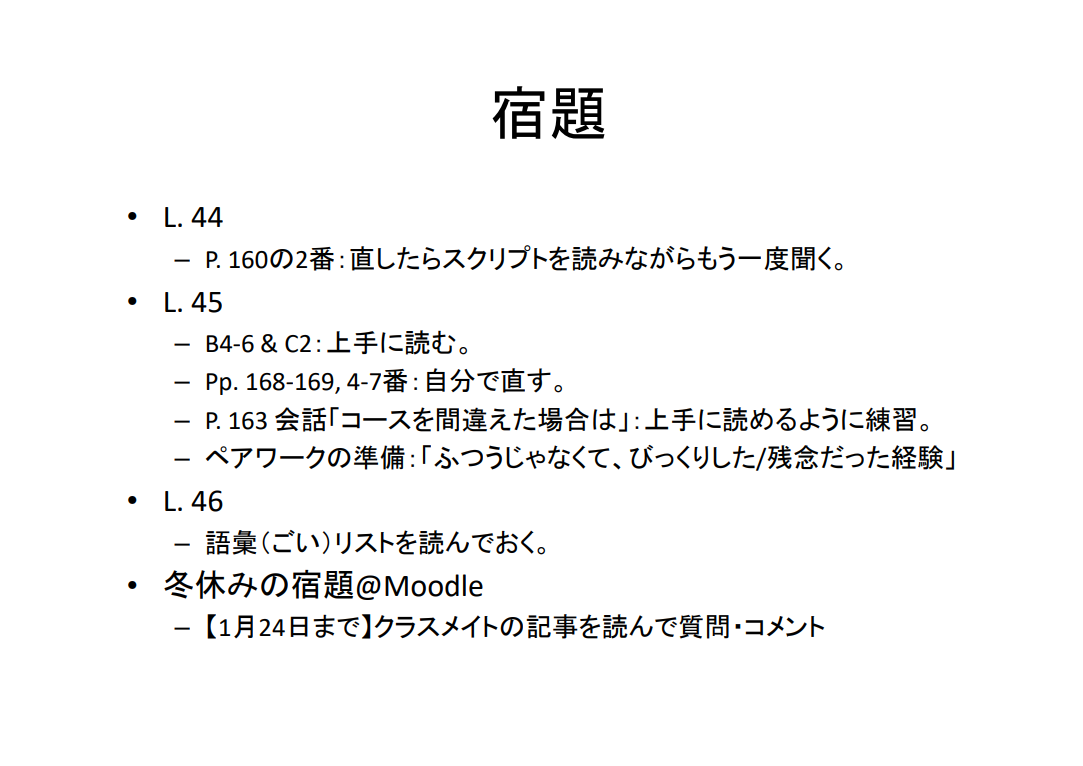 宿題
• L. 44
– P. 160の2番：直したらスクリプトを読みながらもう一度聞く。
• L. 45
– B4-6 & C2：上手に読む。
– Pp. 168-169, 4-7番：自分で直す。
– P. 163 会話「コースを間違えた場合は」：上手に読めるように練習。
– ペアワークの準備：「ふつうじゃなくて、びっくりした/残念だった経験」
• L. 46
– 語彙（ごい）リストを読んでおく。
• 冬休みの宿題@Moodle
– 【1月24日まで】クラスメイトの記事を読んで質問・コメント